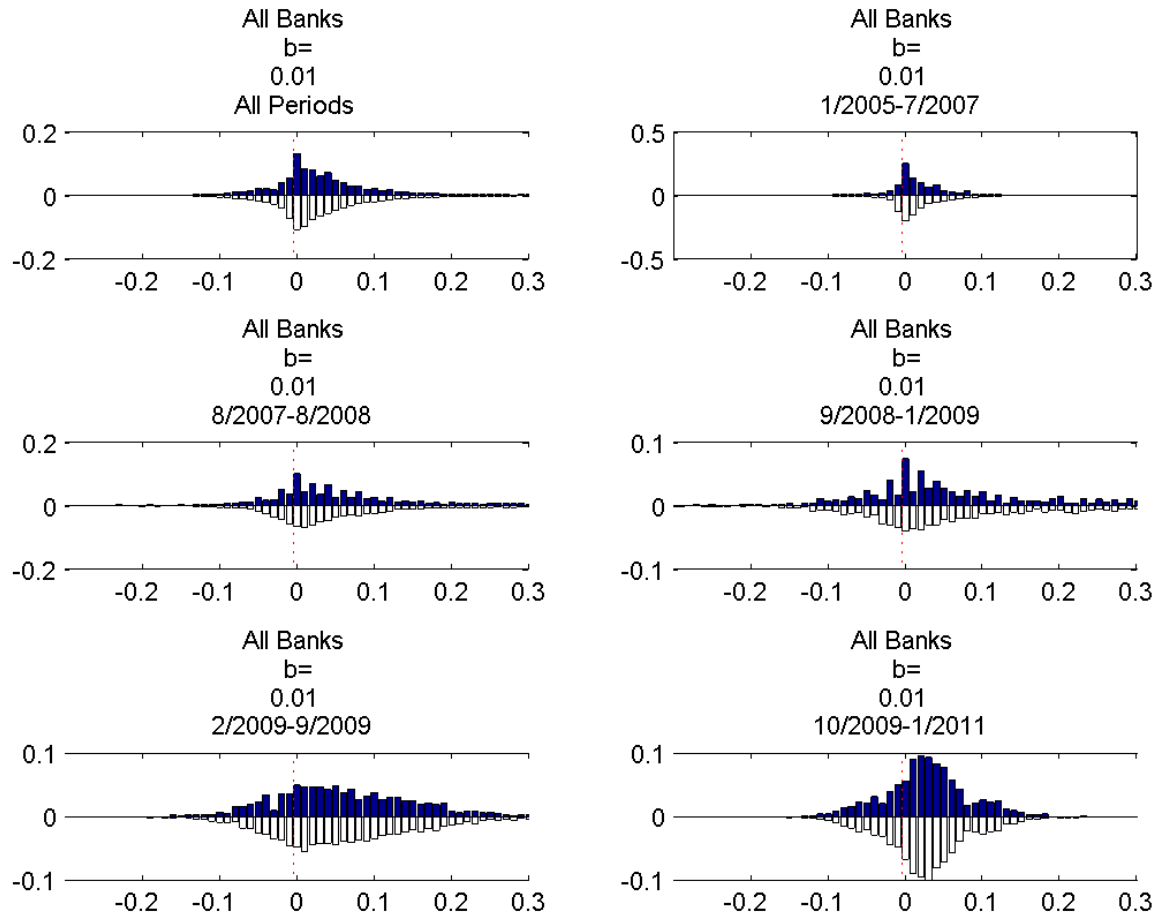 All Banks
b=
0.01
All Periods
0.2
0
-0.2
-0.2 -0.1 0 0.1 0.2 0.3
All Banks
b=
0.01
1/2005-7/2007
0.5
0
-0.5
-0.2 -0.1 0 0.1 0.2 0.3
All Banks
b=
0.01
8/2007-8/2008
0.2
0
-0.2
-0.2 -0.1 0 0.1 0.2 0.3
All Banks
b=
0.01
9/2008-1/2009
0.1
0
-0.1
-0.2 -0.1 0 0.1 0.2 0.3
All Banks
b=
0.01
2/2009-9/2009
0.1
0
-0.1
-0.2 -0.1 0 0.1 0.2 0.3
All Banks
b=
0.01
10/2009-1/2011
0.1
0
-0.1
-0.2 -0.1 0 0.1 0.2 0.3